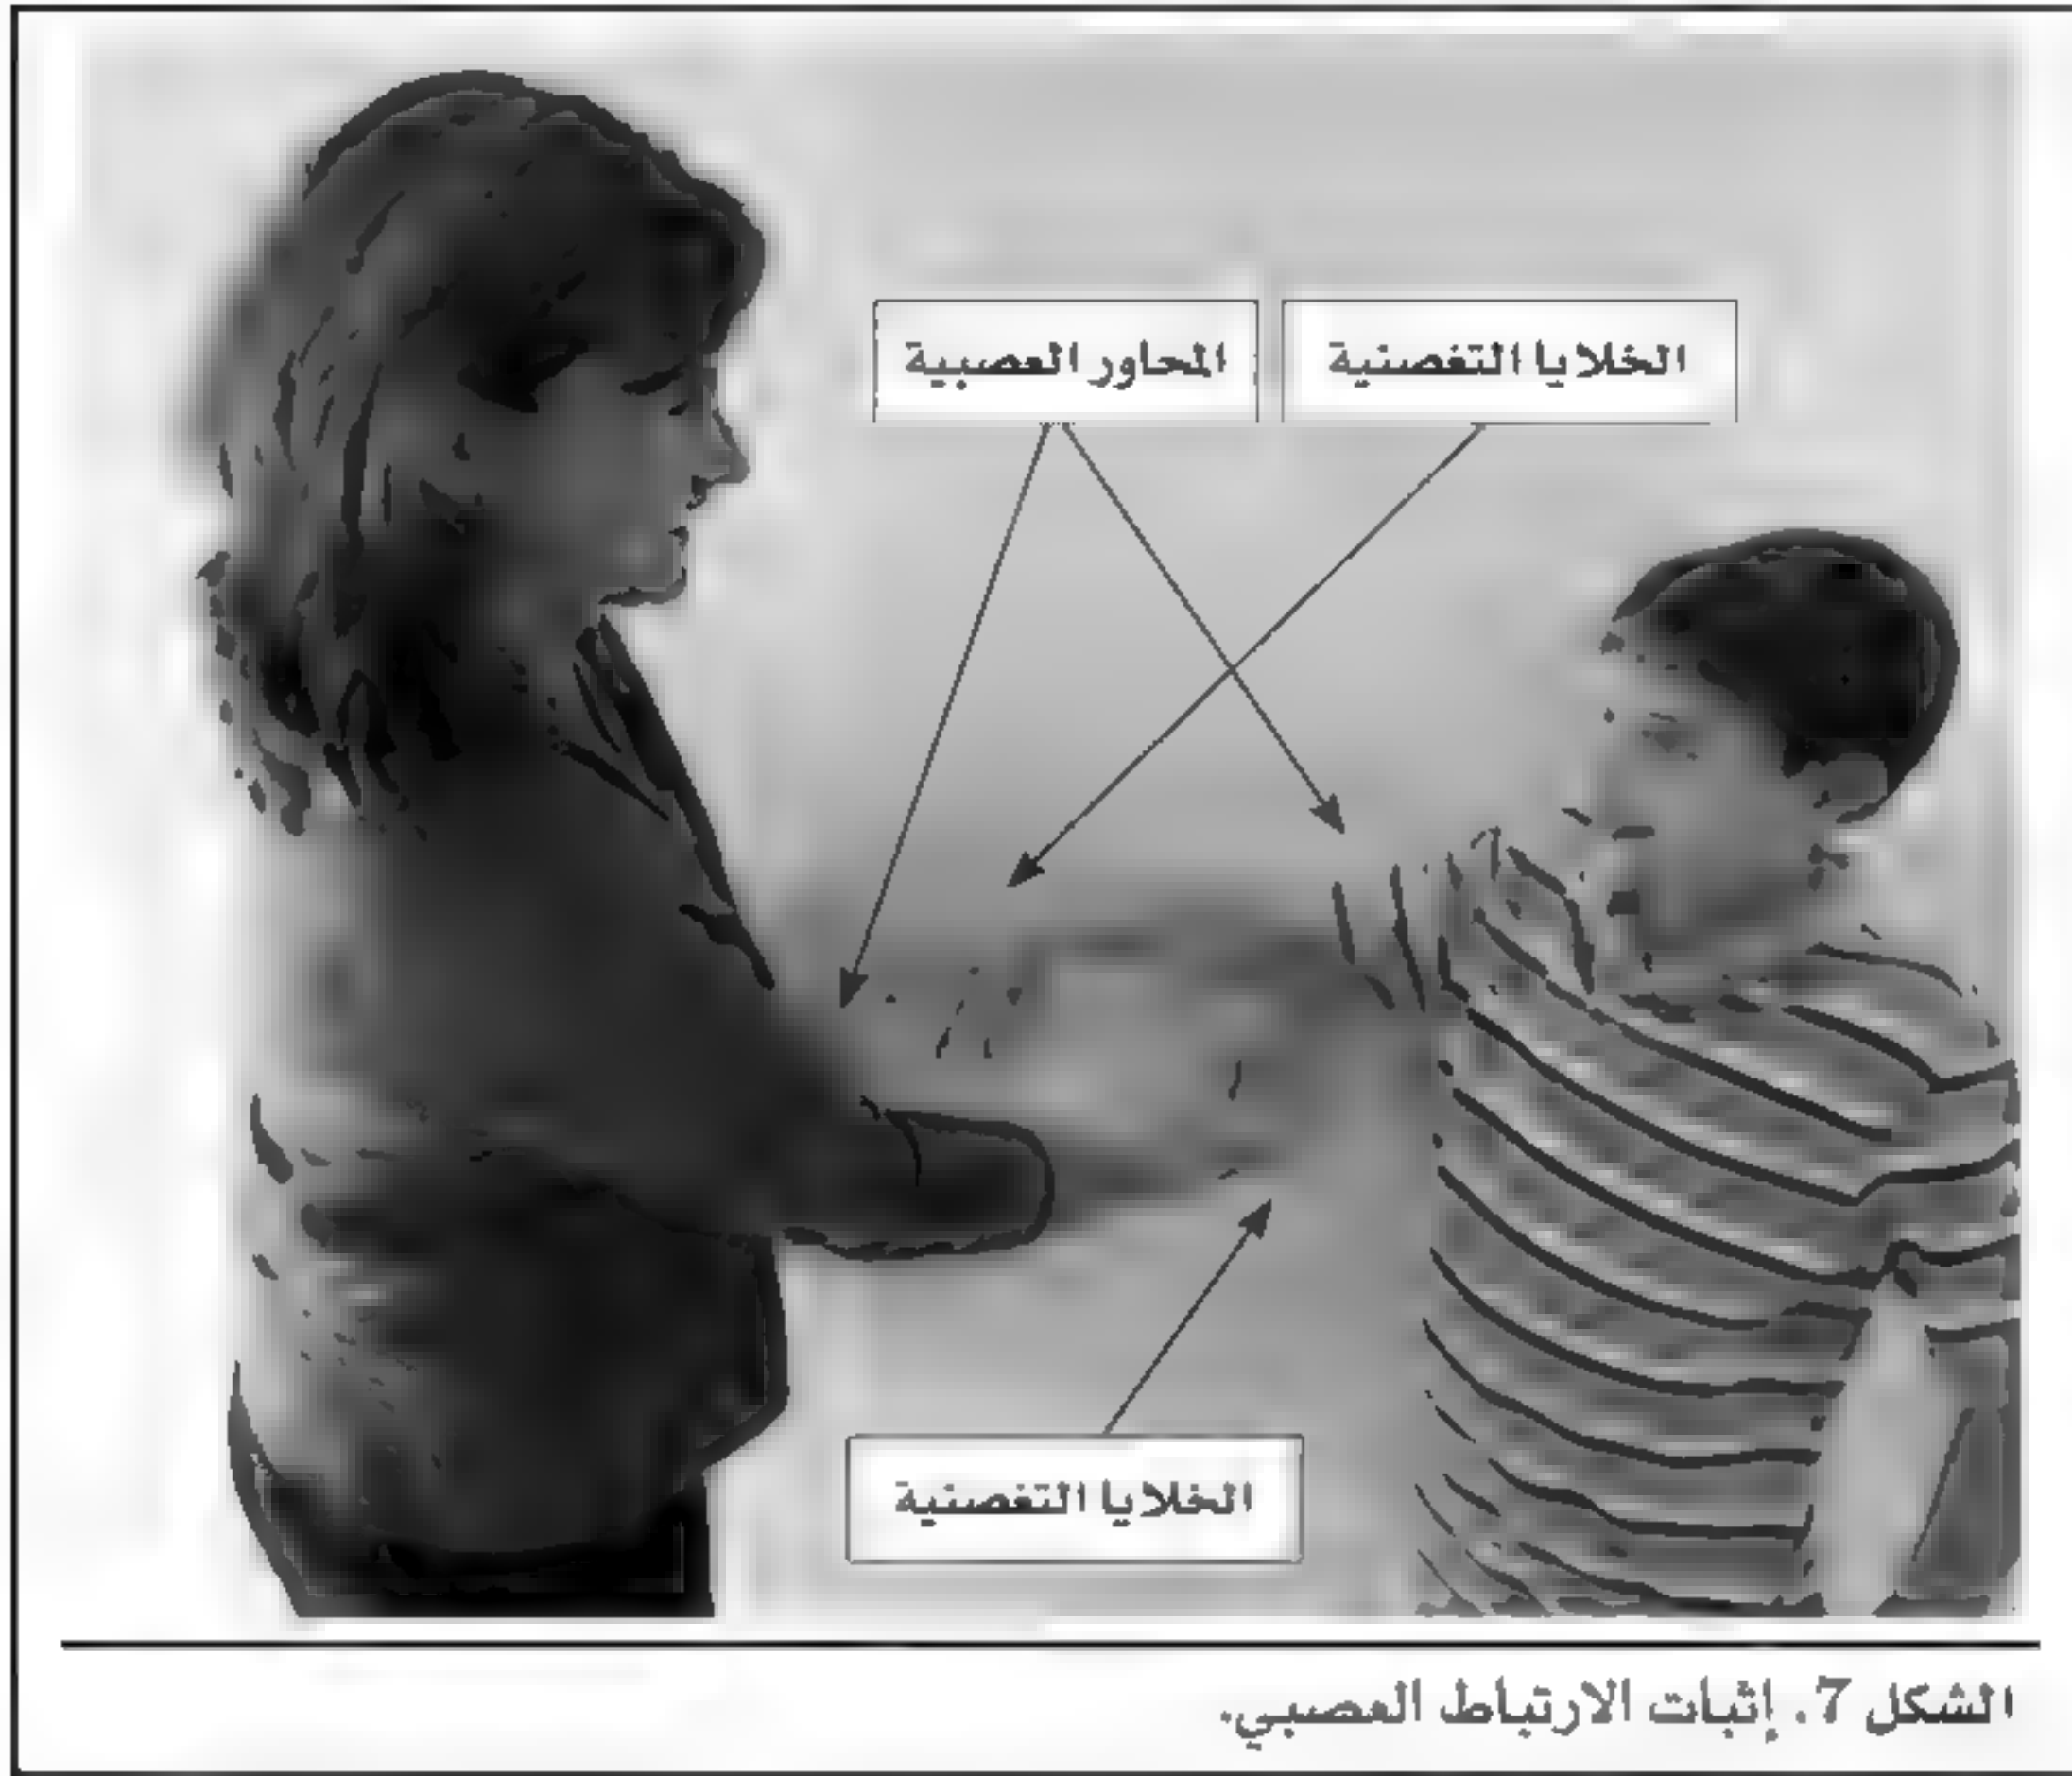 الخلايا التغصنية
المحاور العصبية
الخلايا التغصنية
الشكل 7. إثبات الارتباط العصبي.